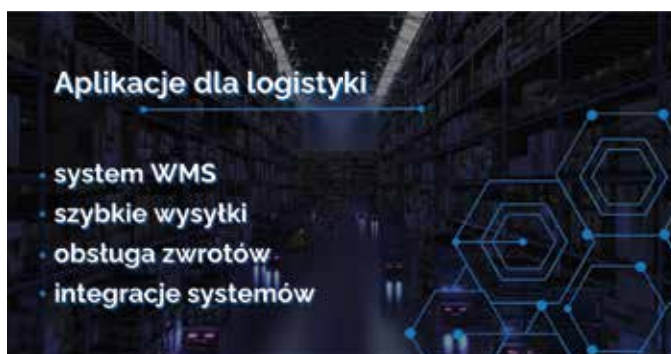 Aplikacje dla logistyki
• system WMS
• szybkie wysyłki
• obsługa zwrotów
• integracje systemów